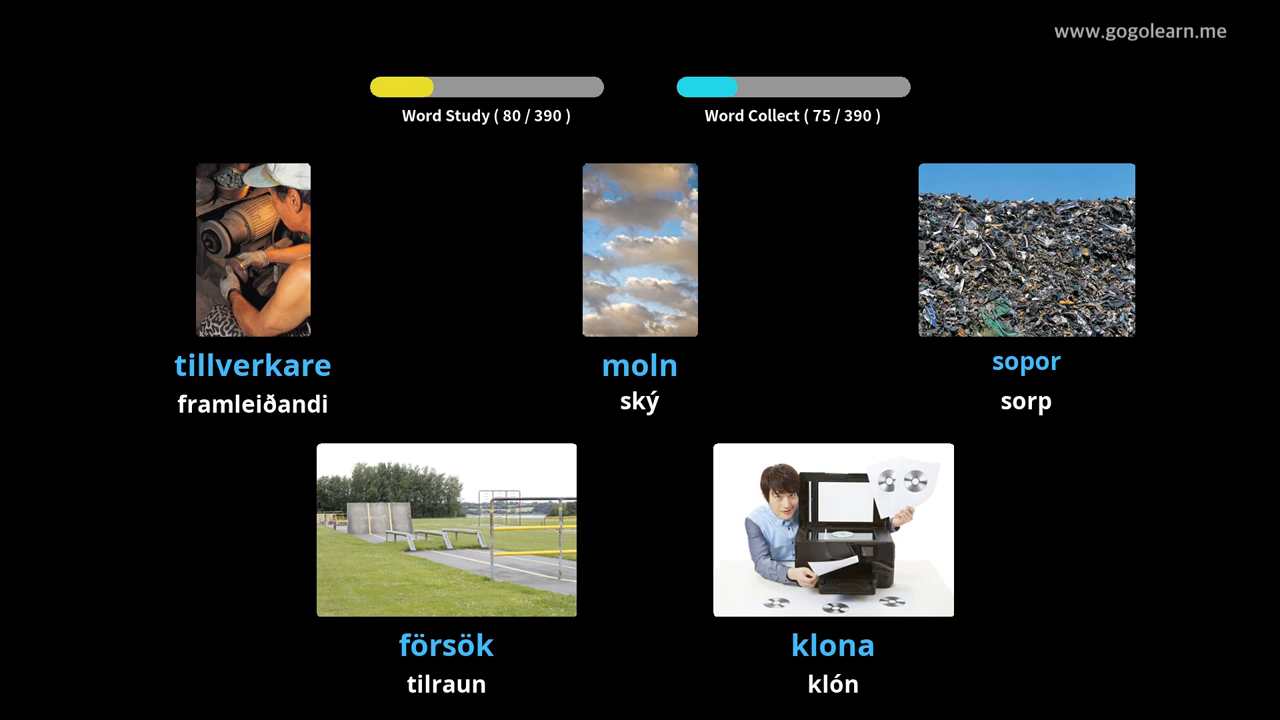 www.gogolearn.me
Word Study ( 80 / 390 )
Word Collect ( 75 / 390 )
tillverkare
framleiðandi
moln
ský
sopor
sorp
försök
tilraun
klona
klón